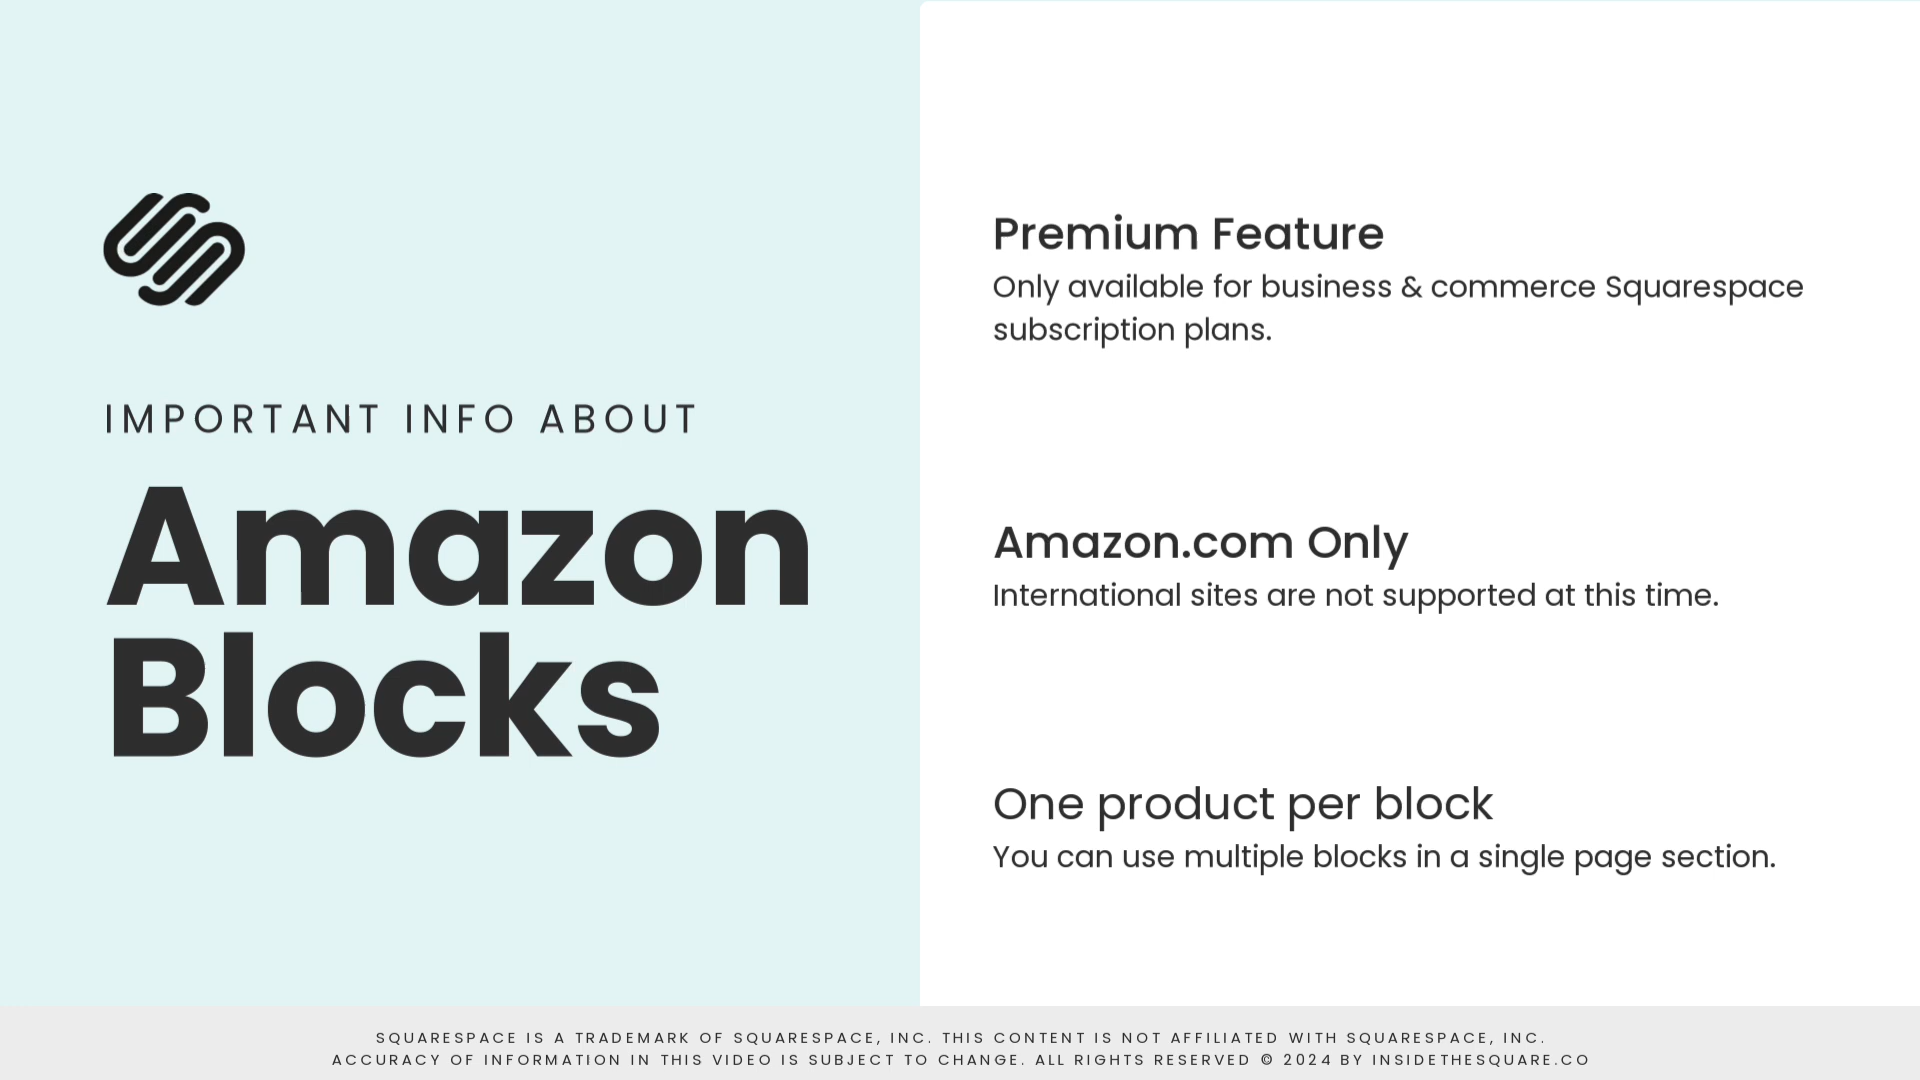 IMPORTANT INFO ABOUT
Amazon
Blocks
Premium Feature
Only available for business & commerce Squarespace
subscription plans.
Amazon.com Only
International sites are not supported at this time.
One product per block
You can use multiple blocks in a single page section.
SQUARESPACE IS A TRADEMARK OF SQUARESPACE, INC. THIS CONTENT IS NOT AFFILIATED WITH SQUARESPACE, INC.
ACCURACY OF INFORMATION IN THIS VIDEO IS SUBJECT TO CHANGE. ALL RIGHTS RESERVED © 2024 BY INSIDETHESQUARE.CO